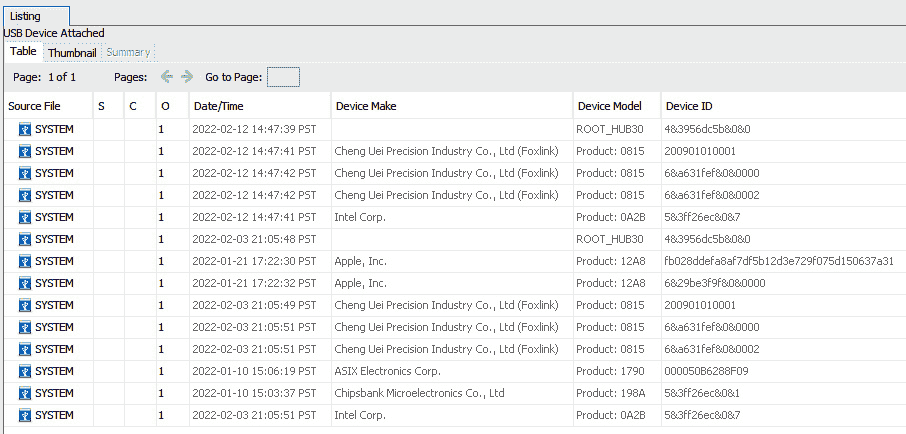 Listing
USB Device Attached
Table Thumbnail Summary
Page: 1 of 1 Pages: Go to Page:
Source File S C O Date/Time Device Make Device Model Device ID
SYSTEM 1 2022-02-12 14:47:39 PST ROOT_HUB30 4&3956dc5b&0&0
SYSTEM 1 2022-02-12 14:47:41 PST Cheng Uei Precision Industry Co., Ltd (Foxlink) Product: 0815 200901010001
SYSTEM 1 2022-02-12 14:47:42 PST Cheng Uei Precision Industry Co., Ltd (Foxlink) Product: 0815 6&a631fef&0&0000
SYSTEM 1 2022-02-12 14:47:42 PST Cheng Uei Precision Industry Co., Ltd (Foxlink) Product: 0815 6&a631fef&0&0002
SYSTEM 1 2022-02-12 14:47:41 PST Intel Corp. Product: 0A2B 5&3ff26ec&0&7
SYSTEM 1 2022-02-03 21:05:48 PST ROOT_HUB30 4&3956dc5b&0&0
SYSTEM 1 2022-01-21 17:22:30 PST Apple, Inc. Product: 12A8 fb028ddefa8af7df5b12d3e729f075d150637a31
SYSTEM 1 2022-01-21 17:22:32 PST Apple, Inc. Product: 12A8 6&29be3f9f&0&0000
SYSTEM 1 2022-02-03 21:05:49 PST Cheng Uei Precision Industry Co., Ltd (Foxlink) Product: 0815 200901010001
SYSTEM 1 2022-02-03 21:05:51 PST Cheng Uei Precision Industry Co., Ltd (Foxlink) Product: 0815 6&a631fef&0&0000
SYSTEM 1 2022-02-03 21:05:51 PST Cheng Uei Precision Industry Co., Ltd (Foxlink) Product: 0815 6&a631fef&0&0002
SYSTEM 1 2022-01-10 15:06:19 PST ASIX Electronics Corp. Product: 1790 000050B6288F09
SYSTEM 1 2022-01-10 15:03:37 PST Chipsbank Microelectronics Co., Ltd Product: 198A 5&3ff26ec&0&1
SYSTEM 1 2022-02-03 21:05:51 PST Intel Corp. Product: 0A2B 5&3ff26ec&0&7